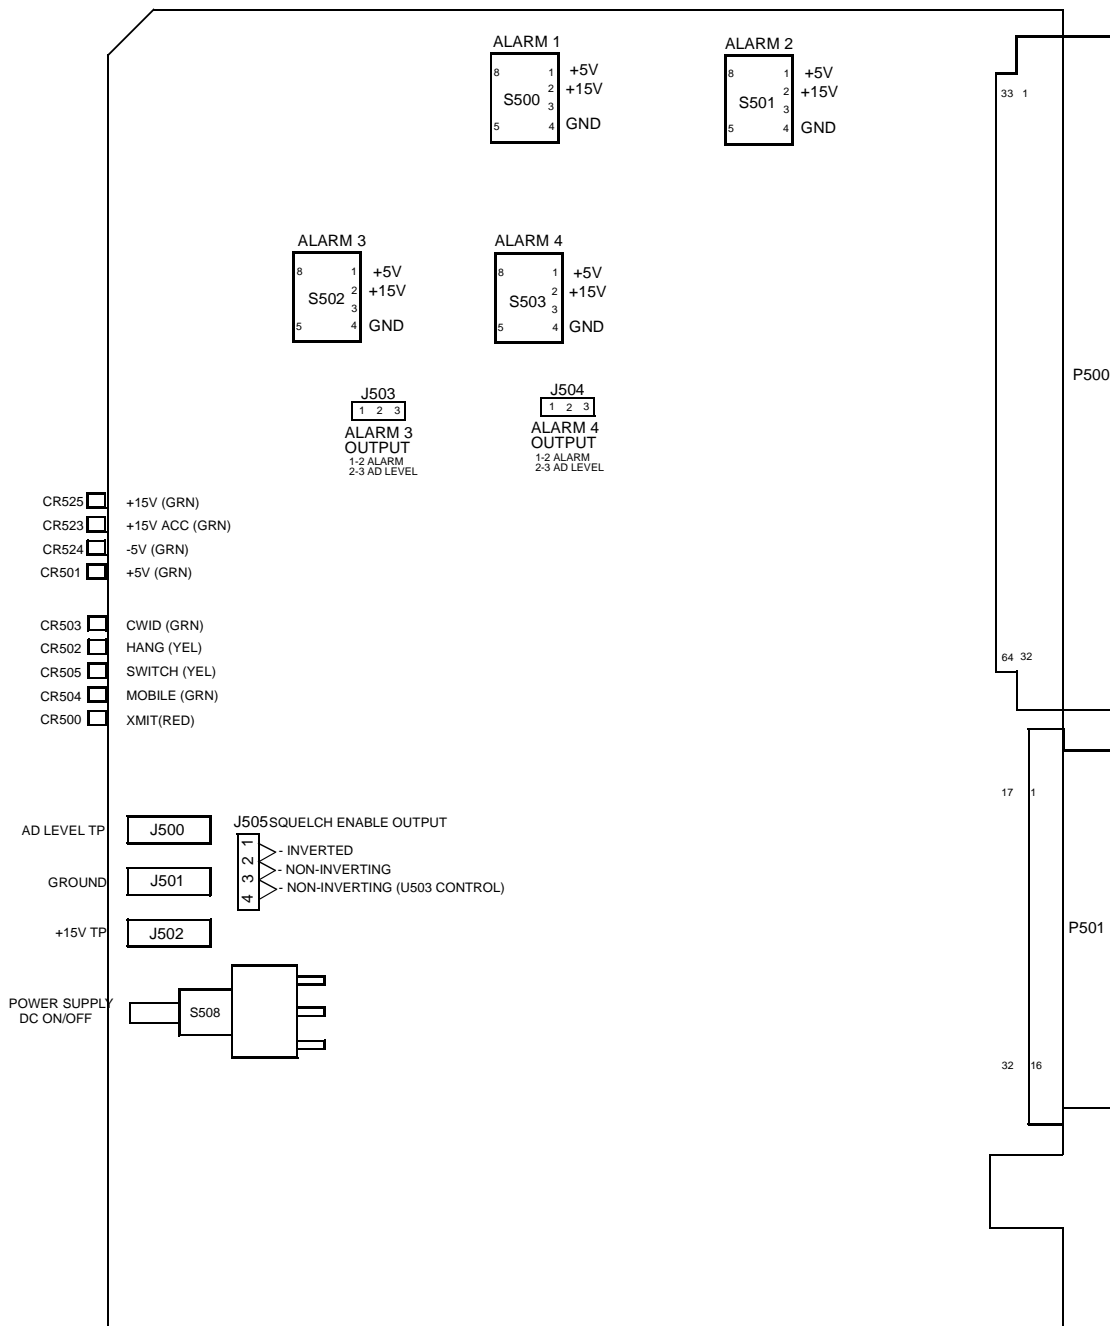 ALARM 1
8 1 +5V
2 +15V
S500
3
5 4 GND
ALARM 2
8 1 +5V
2 +15V
S501
3
5 4 GND
33 1
ALARM 3
8 1 +5V
2 +15V
S502
3
5 4 GND
ALARM 4
8 1 +5V
2 +15V
S503
3
5 4 GND
P500
J503
1 2 3
ALARM 3
OUTPUT
1-2 ALARM
2-3 AD LEVEL
J504
1 2 3
ALARM 4
OUTPUT
1-2 ALARM
2-3 AD LEVEL
CR525 +15V (GRN)
CR523 +15V ACC (GRN)
CR524 -5V (GRN)
CR501 +5V (GRN)
CR503 CWID (GRN)
CR502 HANG (YEL)
CR505 SWITCH (YEL)
CR504 MOBILE (GRN)
CR500 XMIT(RED)
64 32
17 1
AD LEVEL TP J500
GROUND J501
+15V TP J502
J505 SQUELCH ENABLE OUTPUT
1 2 3 4
- INVERTED
- NON-INVERTING
- NON-INVERTING (U503 CONTROL)
P501
POWER SUPPLY
DC ON/OFF
S508
32 16